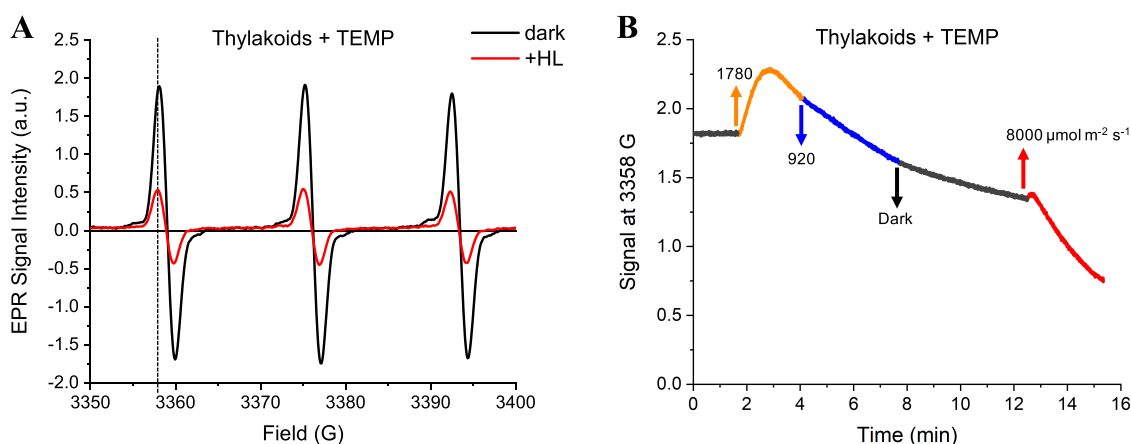 A
Thylakoids + TEMP
dark
+HL
EPR Signal Intensity (a.u.)
2.5
2.0
1.5
1.0
0.5
0.0
-0.5
-1.0
-1.5
-2.0
3350
3360
3370
3380
3390
3400
Field (G)
B
Thylakoids + TEMP
Signal at 3358 G
2.5
2.0
1.5
1.0
0.5
0.0
1780
920
Dark
8000 µmol m-2 s-1
0
2
4
6
8
10
12
14
16
Time (min)